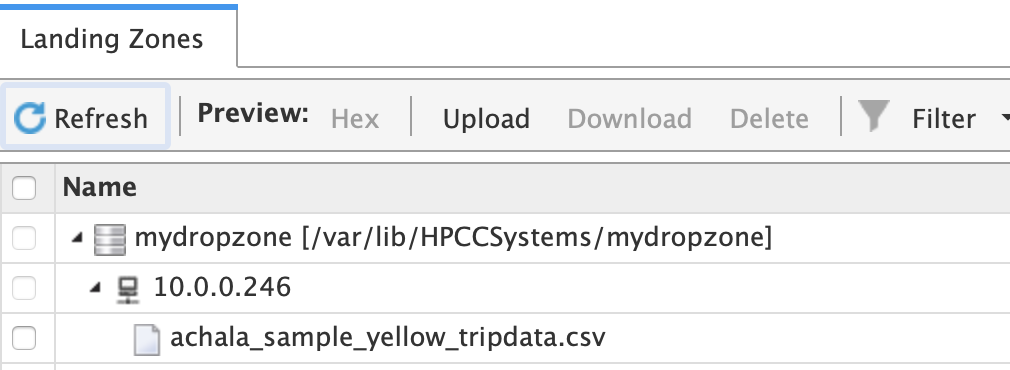 Landing Zones
Refresh Preview: Hex Upload Download Delete Filter
Name
mydropzone [/var/lib/HPCCSystems/mydropzone]
10.0.0.246
achala_sample_yellow_tripdata.csv